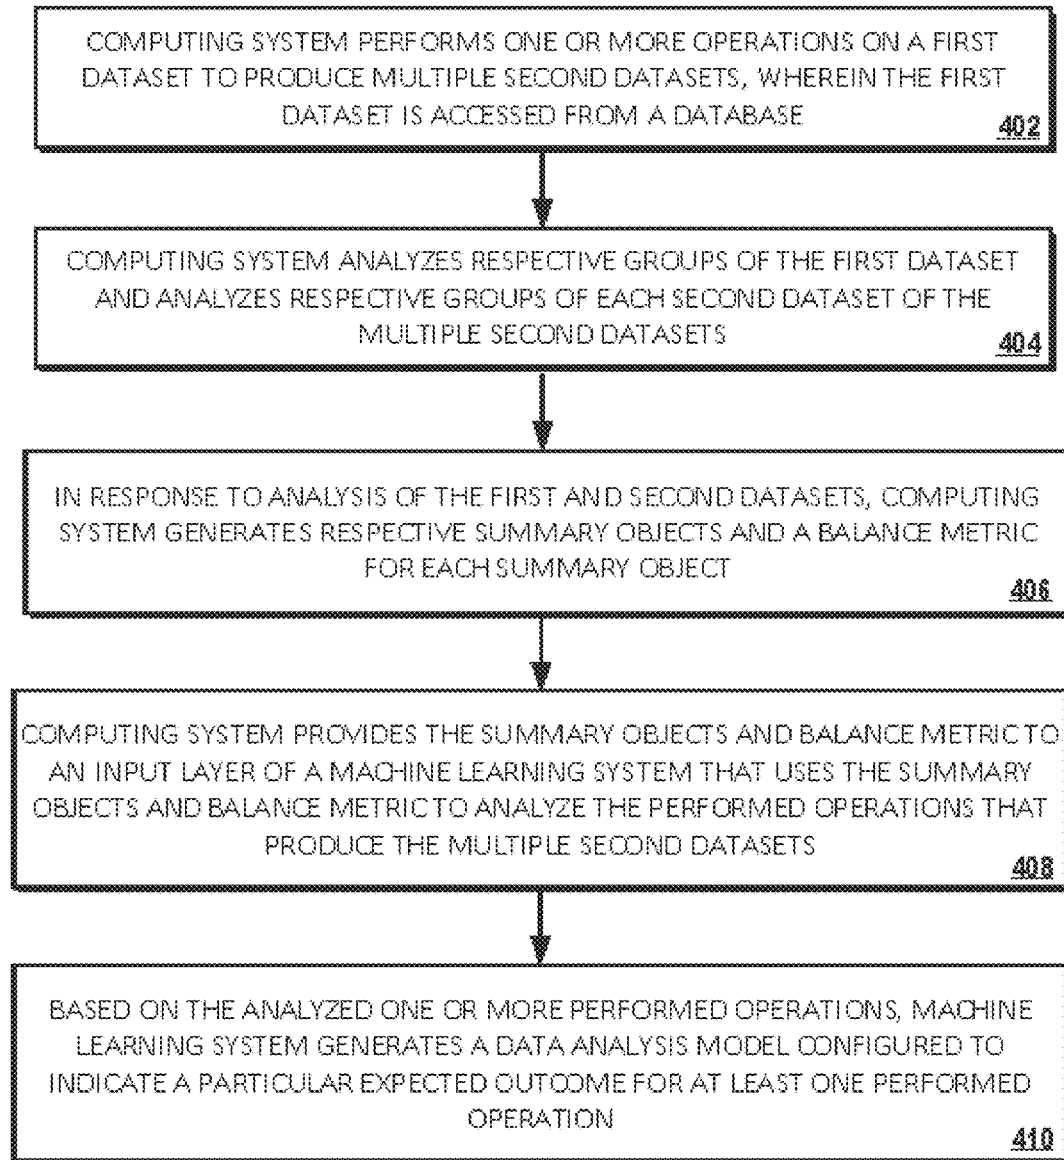 COMPUTING SYSTEM PERFORMS ONE OR MORE OPERATIONS ON A FIRST
DATASET TO PRODUCE MULTIPLE SECOND DATASETS, WHEREIN THE FIRST
DATASET IS ACCESSED FROM A DATABASE
402
COMPUTING SYSTEM ANALYZES RESPECTIVE GROUPS OF THE FIRST DATASET
AND ANALYZES RESPECTIVE GROUPS OF EACH SECOND DATASET OF THE
MULTIPLE SECOND DATASETS
404
IN RESPONSE TO ANALYSIS OF THE FIRST AND SECOND DATASETS, COMPUTING
SYSTEM GENERATES RESPECTIVE SUMMARY OBJECTS AND A BALANCE METRIC
FOR EACH SUMMARY OBJECT
406
COMPUTING SYSTEM PROVIDES THE SUMMARY OBJECTS AND BALANCE METRIC TO
AN INPUT LAYER OF A MACHINE LEARNING SYSTEM THAT USES THE SUMMARY
OBJECTS AND BALANCE METRIC TO ANALYZE THE PERFORMED OPERATIONS THAT
PRODUCE THE MULTIPLE SECOND DATASETS
408
BASED ON THE ANALYZED ONE OR MORE PERFORMED OPERATIONS, MACHINE
LEARNING SYSTEM GENERATES A DATA ANALYSIS MODEL CONFIGURED TO
INDICATE A PARTICULAR EXPECTED OUTCOME FOR AT LEAST ONE PERFORMED
OPERATION
410